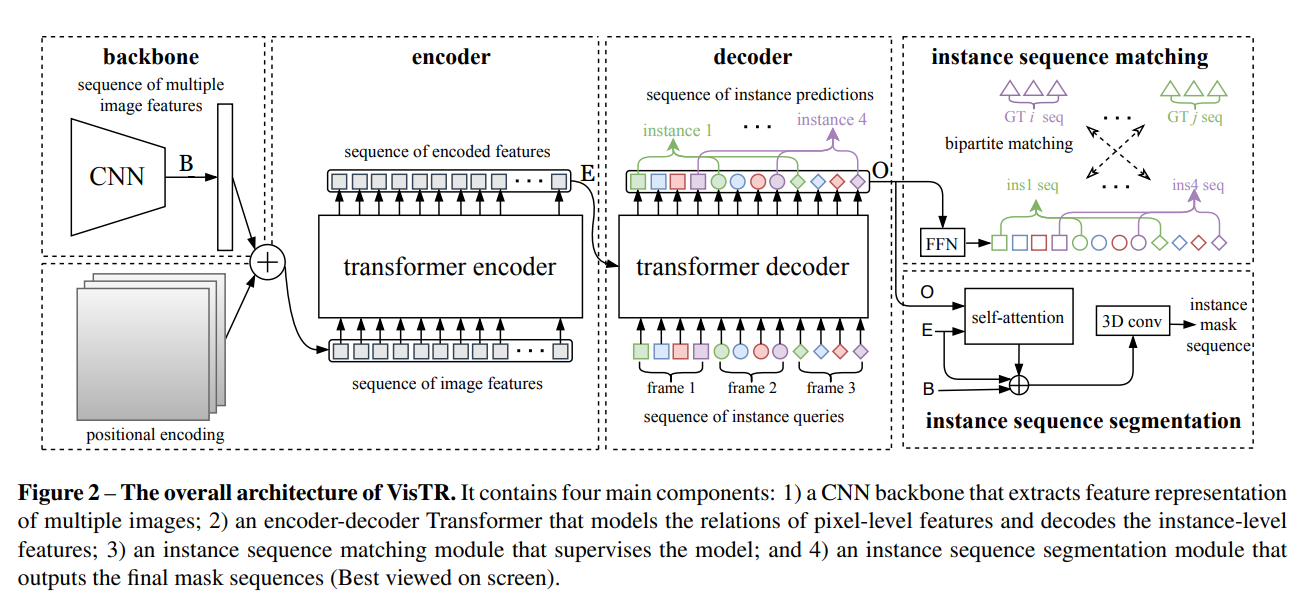 backbone
sequence of multiple
image features
CNN
B
+
positional encoding
encoder
sequence of encoded features
E
transformer encoder
sequence of image features
decoder
sequence of instance predictions
instance 1
...
instance 4
O
transformer decoder
frame 1
frame 2
frame 3
sequence of instance queries
instance sequence matching
GT i seq
...
GT j seq
bipartite matching
ins1 seq
...
ins4 seq
FFN
O
self-attention
E
B
3D conv
instance
mask
sequence
instance sequence segmentation
Figure 2 – The overall architecture of VisTR. It contains four main components: 1) a CNN backbone that extracts feature representation
of multiple images; 2) an encoder-decoder Transformer that models the relations of pixel-level features and decodes the instance-level
features; 3) an instance sequence matching module that supervises the model; and 4) an instance sequence segmentation module that
outputs the final mask sequences (Best viewed on screen).